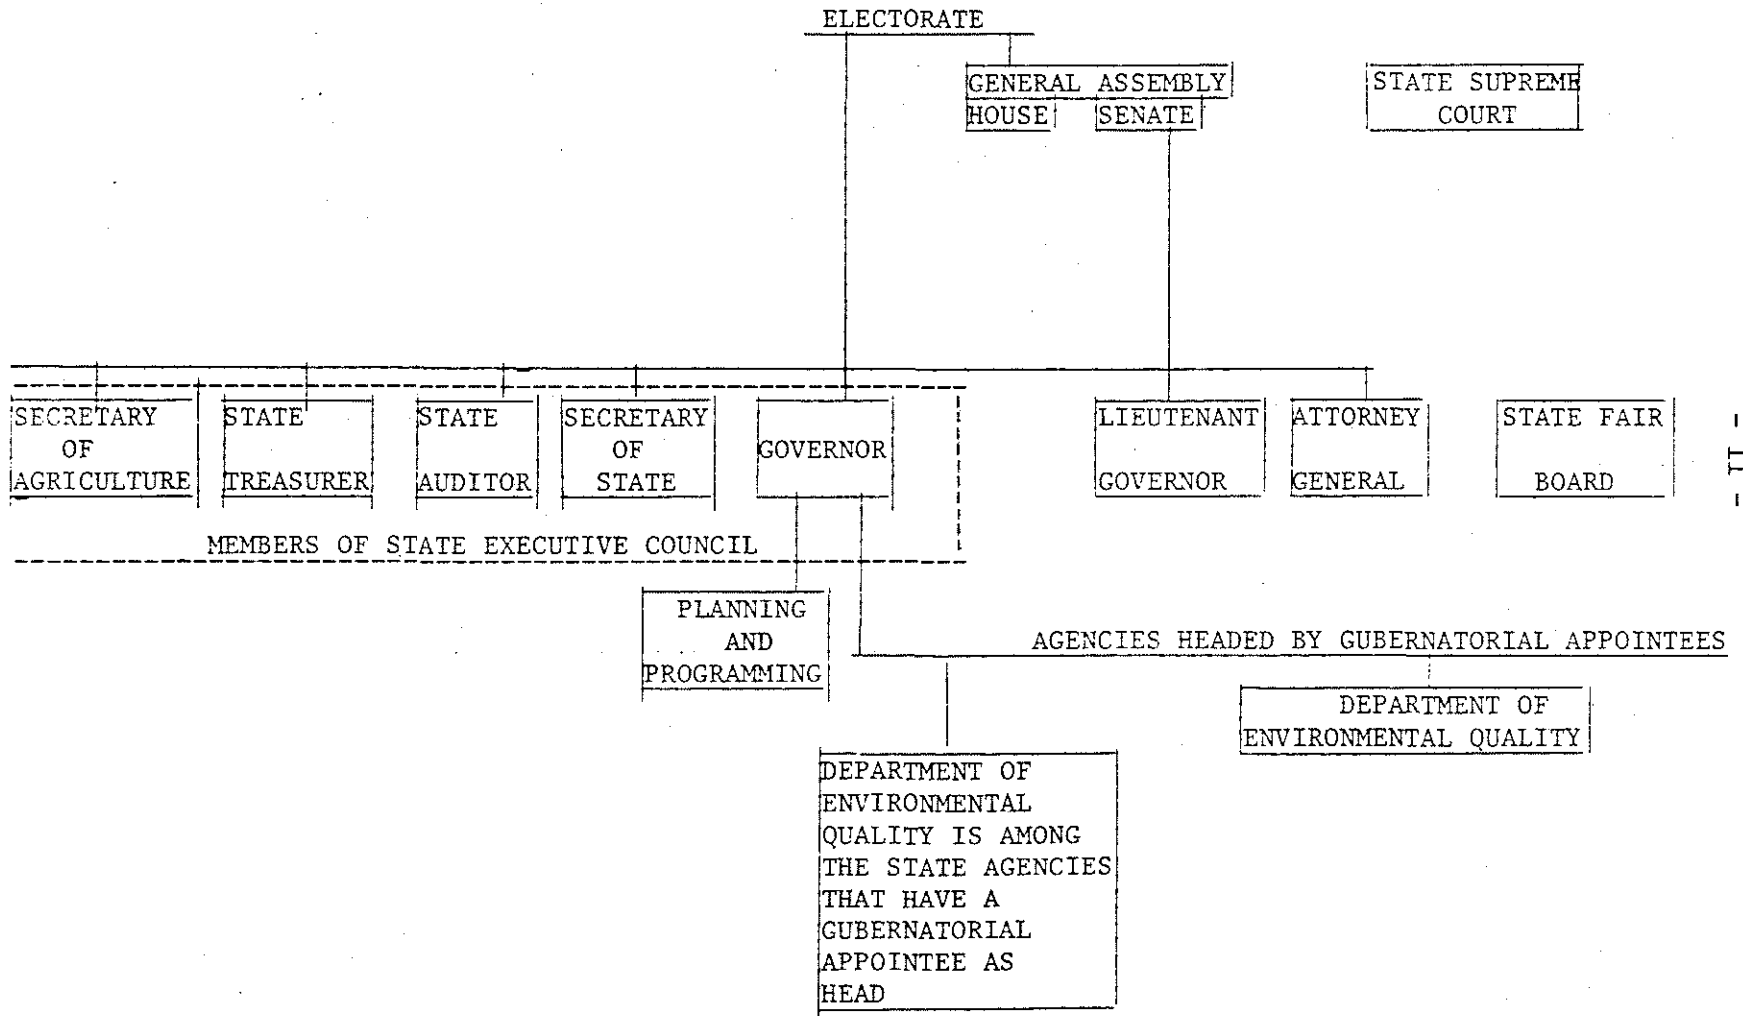 ELECTORATE
GENERAL ASSEMBLY
HOUSE SENATE
STATE SUPREME
COURT
SECRETARY
OF
AGRICULTURE
STATE
TREASURER
STATE
AUDITOR
SECRETARY
OF
STATE
GOVERNOR
LIEUTENANT
GOVERNOR
ATTORNEY
GENERAL
STATE FAIR
BOARD
- 11 -
MEMBERS OF STATE EXECUTIVE COUNCIL
PLANNING
AND
PROGRAMMING
AGENCIES HEADED BY GUBERNATORIAL APPOINTEES
DEPARTMENT OF
ENVIRONMENTAL QUALITY
DEPARTMENT OF
ENVIRONMENTAL
QUALITY IS AMONG
THE STATE AGENCIES
THAT HAVE A
GUBERNATORIAL
APPOINTEE AS
HEAD